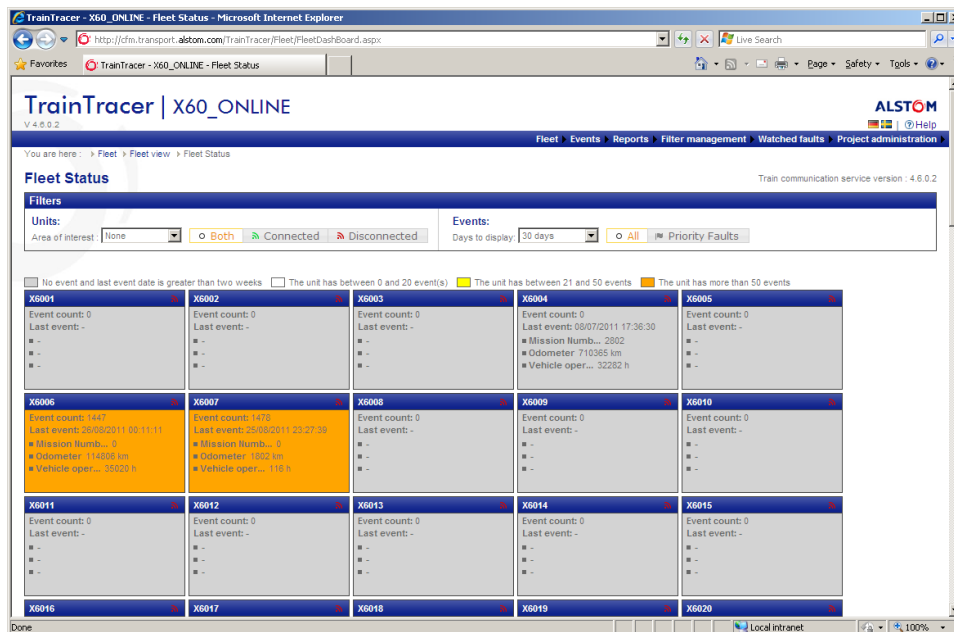 TrainTracer - X60_ONLINE - Fleet Status - Microsoft Internet Explorer
http://cfm.transport.alstom.com/TrainTracer/Fleet/FleetDashBoard.aspx Live Search
Favorites TrainTracer - X60_ONLINE - Fleet Status Page Safety Tools
TrainTracer | X60_ONLINE ALSTOM
V 4.6.0.2 | Help
Fleet Events Reports Filter management Watched faults Project administration
You are here : Fleet Fleet view Fleet Status
Fleet Status Train communication service version : 4.6.0.2
Filters
Units: Events:
Area of interest : None Both Connected Disconnected Days to display: 30 days All Priority Faults
No event and last event date is greater than two weeks The unit has between 0 and 20 event(s) The unit has between 21 and 50 events The unit has more than 50 events
X6001 X6002 X6003 X6004 X6005
Event count: 0 Event count: 0 Event count: 0 Event count: 0 Event count: 0
Last event: - Last event: - Last event: - Last event: 08/07/2011 17:36:30 Last event: -
- - - Mission Numb... 2802 -
- - - Odometer 710365 km -
- - - Vehicle oper... 32282 h -
X6006 X6007 X6008 X6009 X6010
Event count: 1447 Event count: 1478 Event count: 0 Event count: 0 Event count: 0
Last event: 26/08/2011 00:11:11 Last event: 25/08/2011 23:27:39 Last event: - Last event: - Last event: -
Mission Numb... 0 Mission Numb... 0 - - -
Odometer 114806 km Odometer 1802 km - - -
Vehicle oper... 35020 h Vehicle oper... 116 h - - -
X6011 X6012 X6013 X6014 X6015
Event count: 0 Event count: 0 Event count: 0 Event count: 0 Event count: 0
Last event: - Last event: - Last event: - Last event: - Last event: -
- - - - -
- - - - -
- - - - -
X6016 X6017 X6018 X6019 X6020
Done Local intranet 100%